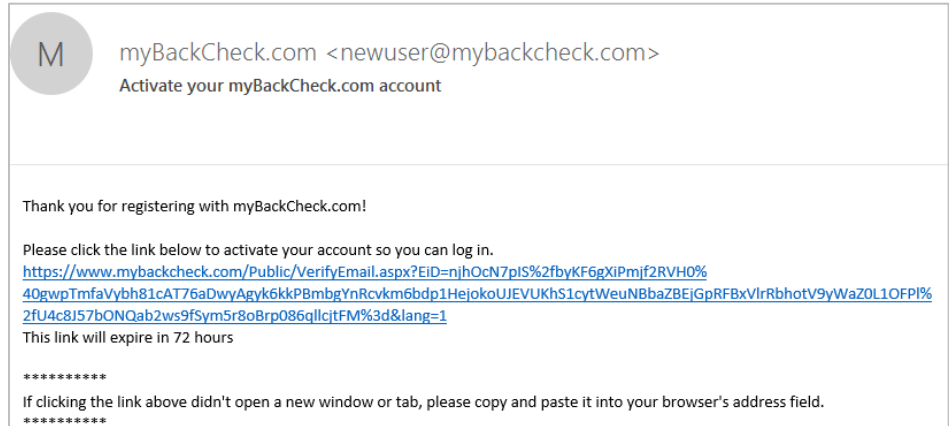 M
myBackCheck.com <newuser@mybackcheck.com>
Activate your myBackCheck.com account
Thank you for registering with myBackCheck.com!
Please click the link below to activate your account so you can log in.
https://www.mybackcheck.com/Public/VerifyEmail.aspx?EiD=njhOcN7pIS%2fbyKF6gXiPmjf2RVH0%
40gwpTmfaVybh81cAT76aDwyAgyk6kkPBmbgYnRcvkm6bdp1HejokoUJEVUKhS1cytWeuNBbaZBEjGpRFBxVlrRbhotV9yWaZ0L1OFPl%
2fU4c8J57bONQab2ws9fSym5r8oBrp086qllcjtFM%3d&lang=1
This link will expire in 72 hours
**********
If clicking the link above didn't open a new window or tab, please copy and paste it into your browser's address field.
**********